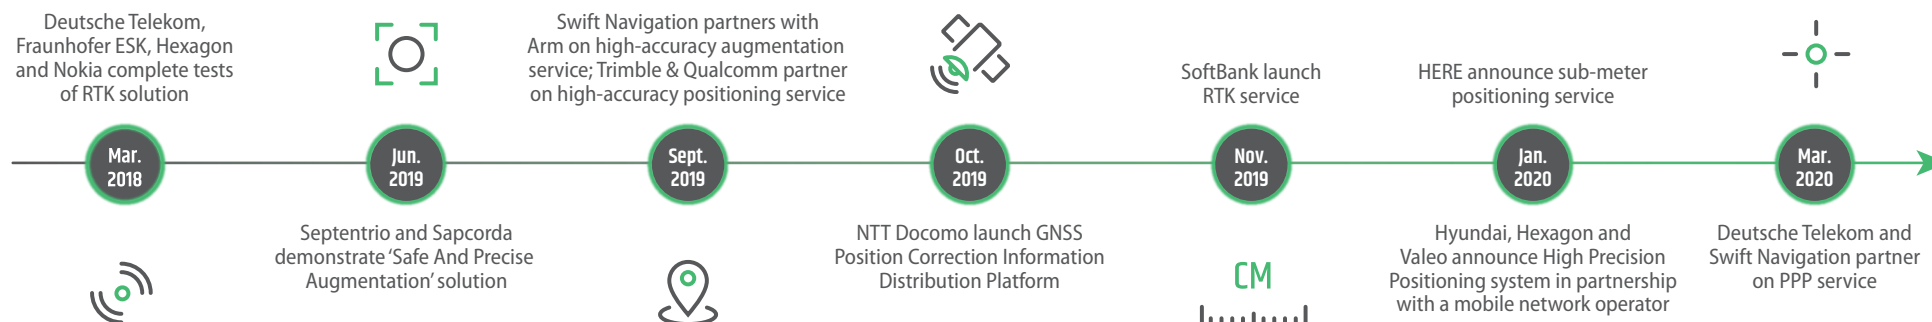 Deutsche Telekom,
Fraunhofer ESK, Hexagon
and Nokia complete tests
of RTK solution
Mar.
2018
Jun.
2019
Septentrio and Sapcorda
demonstrate ‘Safe And Precise
Augmentation’ solution
Swift Navigation partners with
Arm on high-accuracy augmentation
service; Trimble & Qualcomm partner
on high-accuracy positioning service
Sept.
2019
Oct.
2019
NTT Docomo launch GNSS
Position Correction Information
Distribution Platform
SoftBank launch
RTK service
Nov.
2019
CM
HERE announce sub-meter
positioning service
Jan.
2020
Hyundai, Hexagon and
Valeo announce High Precision
Positioning system in partnership
with a mobile network operator
Mar.
2020
Deutsche Telekom and
Swift Navigation partner
on PPP service